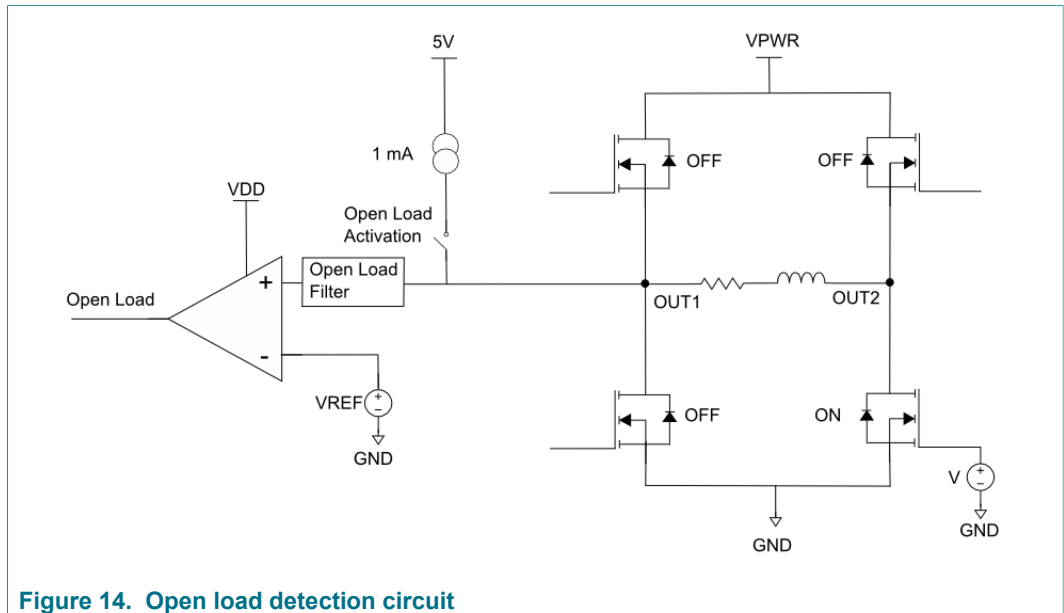 5V
VPWR
1 mA
OFF
OFF
VDD
Open Load
Activation
+
Open Load
Filter
Open Load
OUT1
OUT2
-
VREF
+
−
GND
OFF
ON
V
+
−
GND
GND
Figure 14. Open load detection circuit